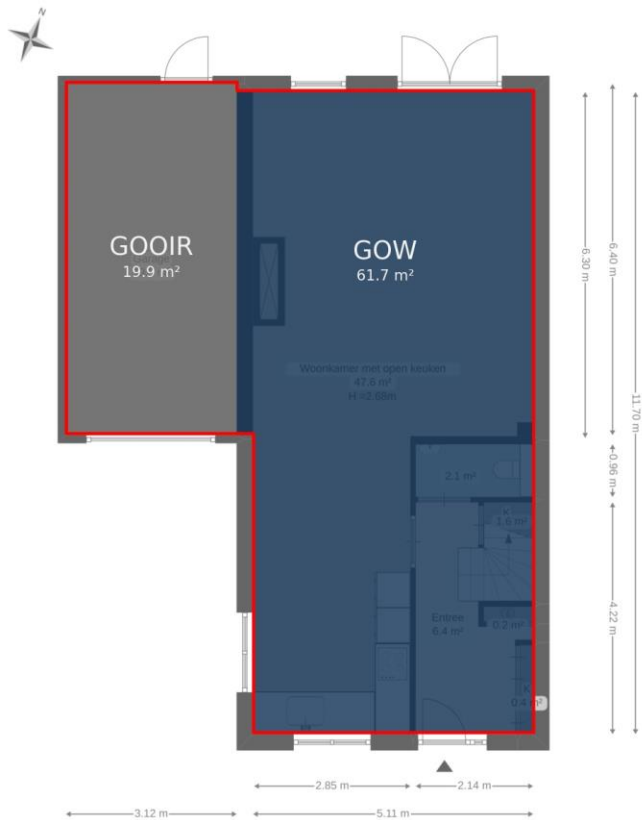 N
GOOIR
19.9 m²
GOW
61.7 m²
Woonkamer met open keuken
47.6 m²
H =2.68m
2.1 m²
K
1.6 m²
Entree
6.4 m²
0.2 m²
K
0.4 m²
6.30 m
6.40 m
11.70 m
0.96 m
4.22 m
2.85 m
2.14 m
3.12 m
5.11 m